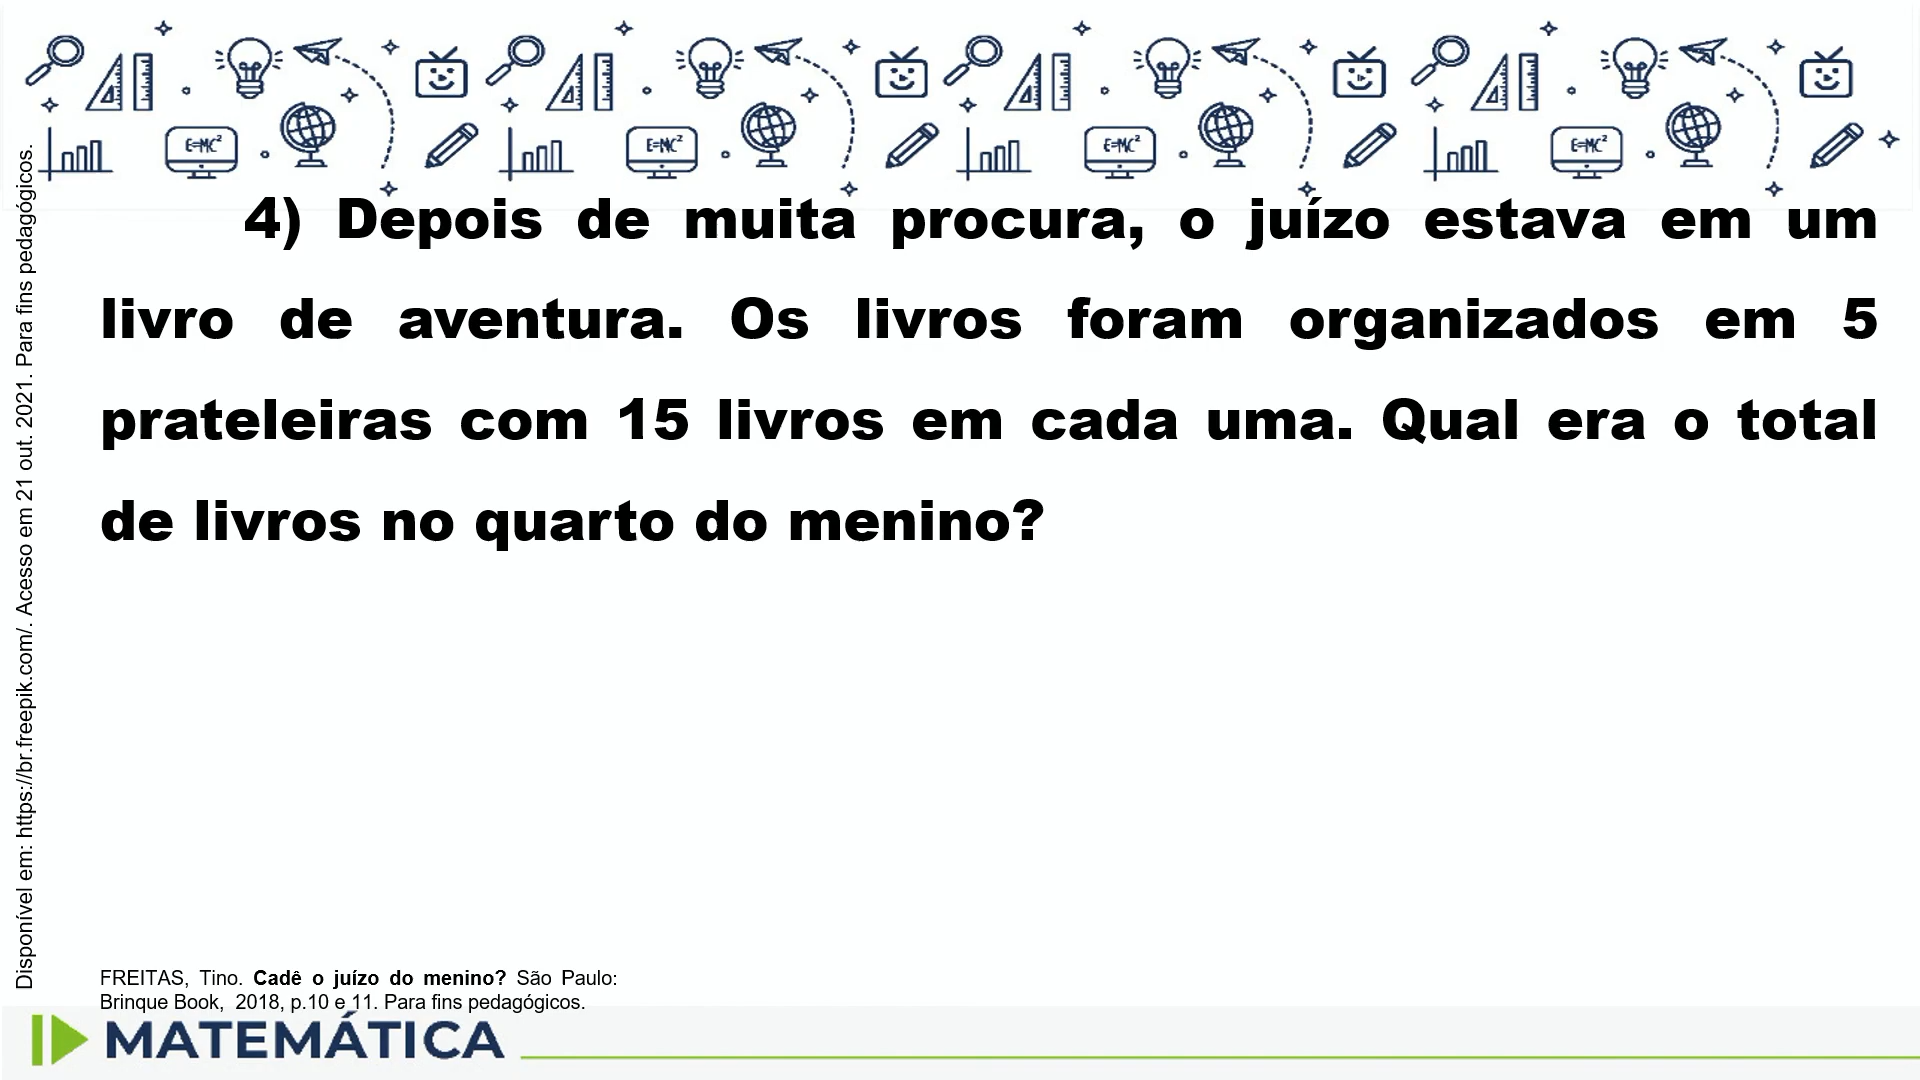 E=MC²
E=MC²
E=MC²
E=MC²
4) Depois de muita procura, o juízo estava em um
livro de aventura. Os livros foram organizados em 5
prateleiras com 15 livros em cada uma. Qual era o total
de livros no quarto do menino?
Disponível em: https://br.freepik.com/. Acesso em 21 out. 2021. Para fins pedagógicos.
FREITAS, Tino. Cadê o juízo do menino? São Paulo:
Brinque Book, 2018, p.10 e 11. Para fins pedagógicos.
MATEMÁTICA